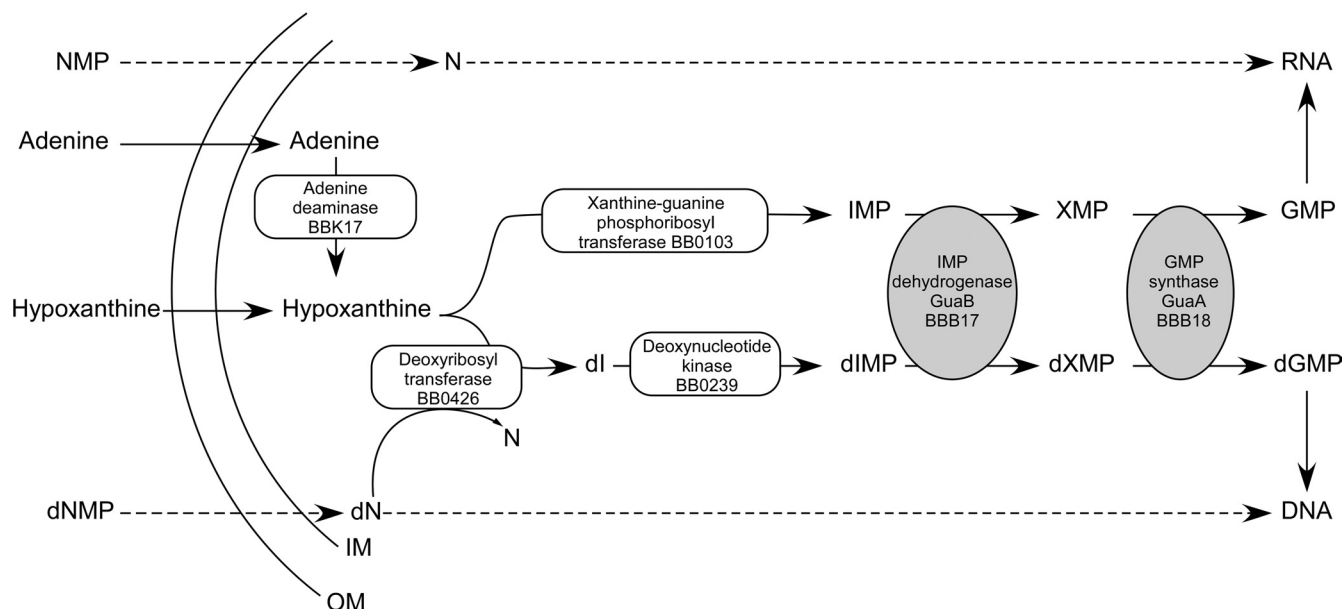 NMP
N
RNA
Adenine
Adenine
Adenine
deaminase
BBK17
Xanthine-guanine
phosphoribosyl
transferase BB0103
IMP
XMP
GMP
IMP
dehydrogenase
GuaB
BBB17
GMP
synthase
GuaA
BBB18
Hypoxanthine
Hypoxanthine
Deoxyribosyl
transferase
BB0426
dI
Deoxynucleotide
kinase
BB0239
dIMP
dXMP
dGMP
N
dNMP
dN
DNA
IM
OM